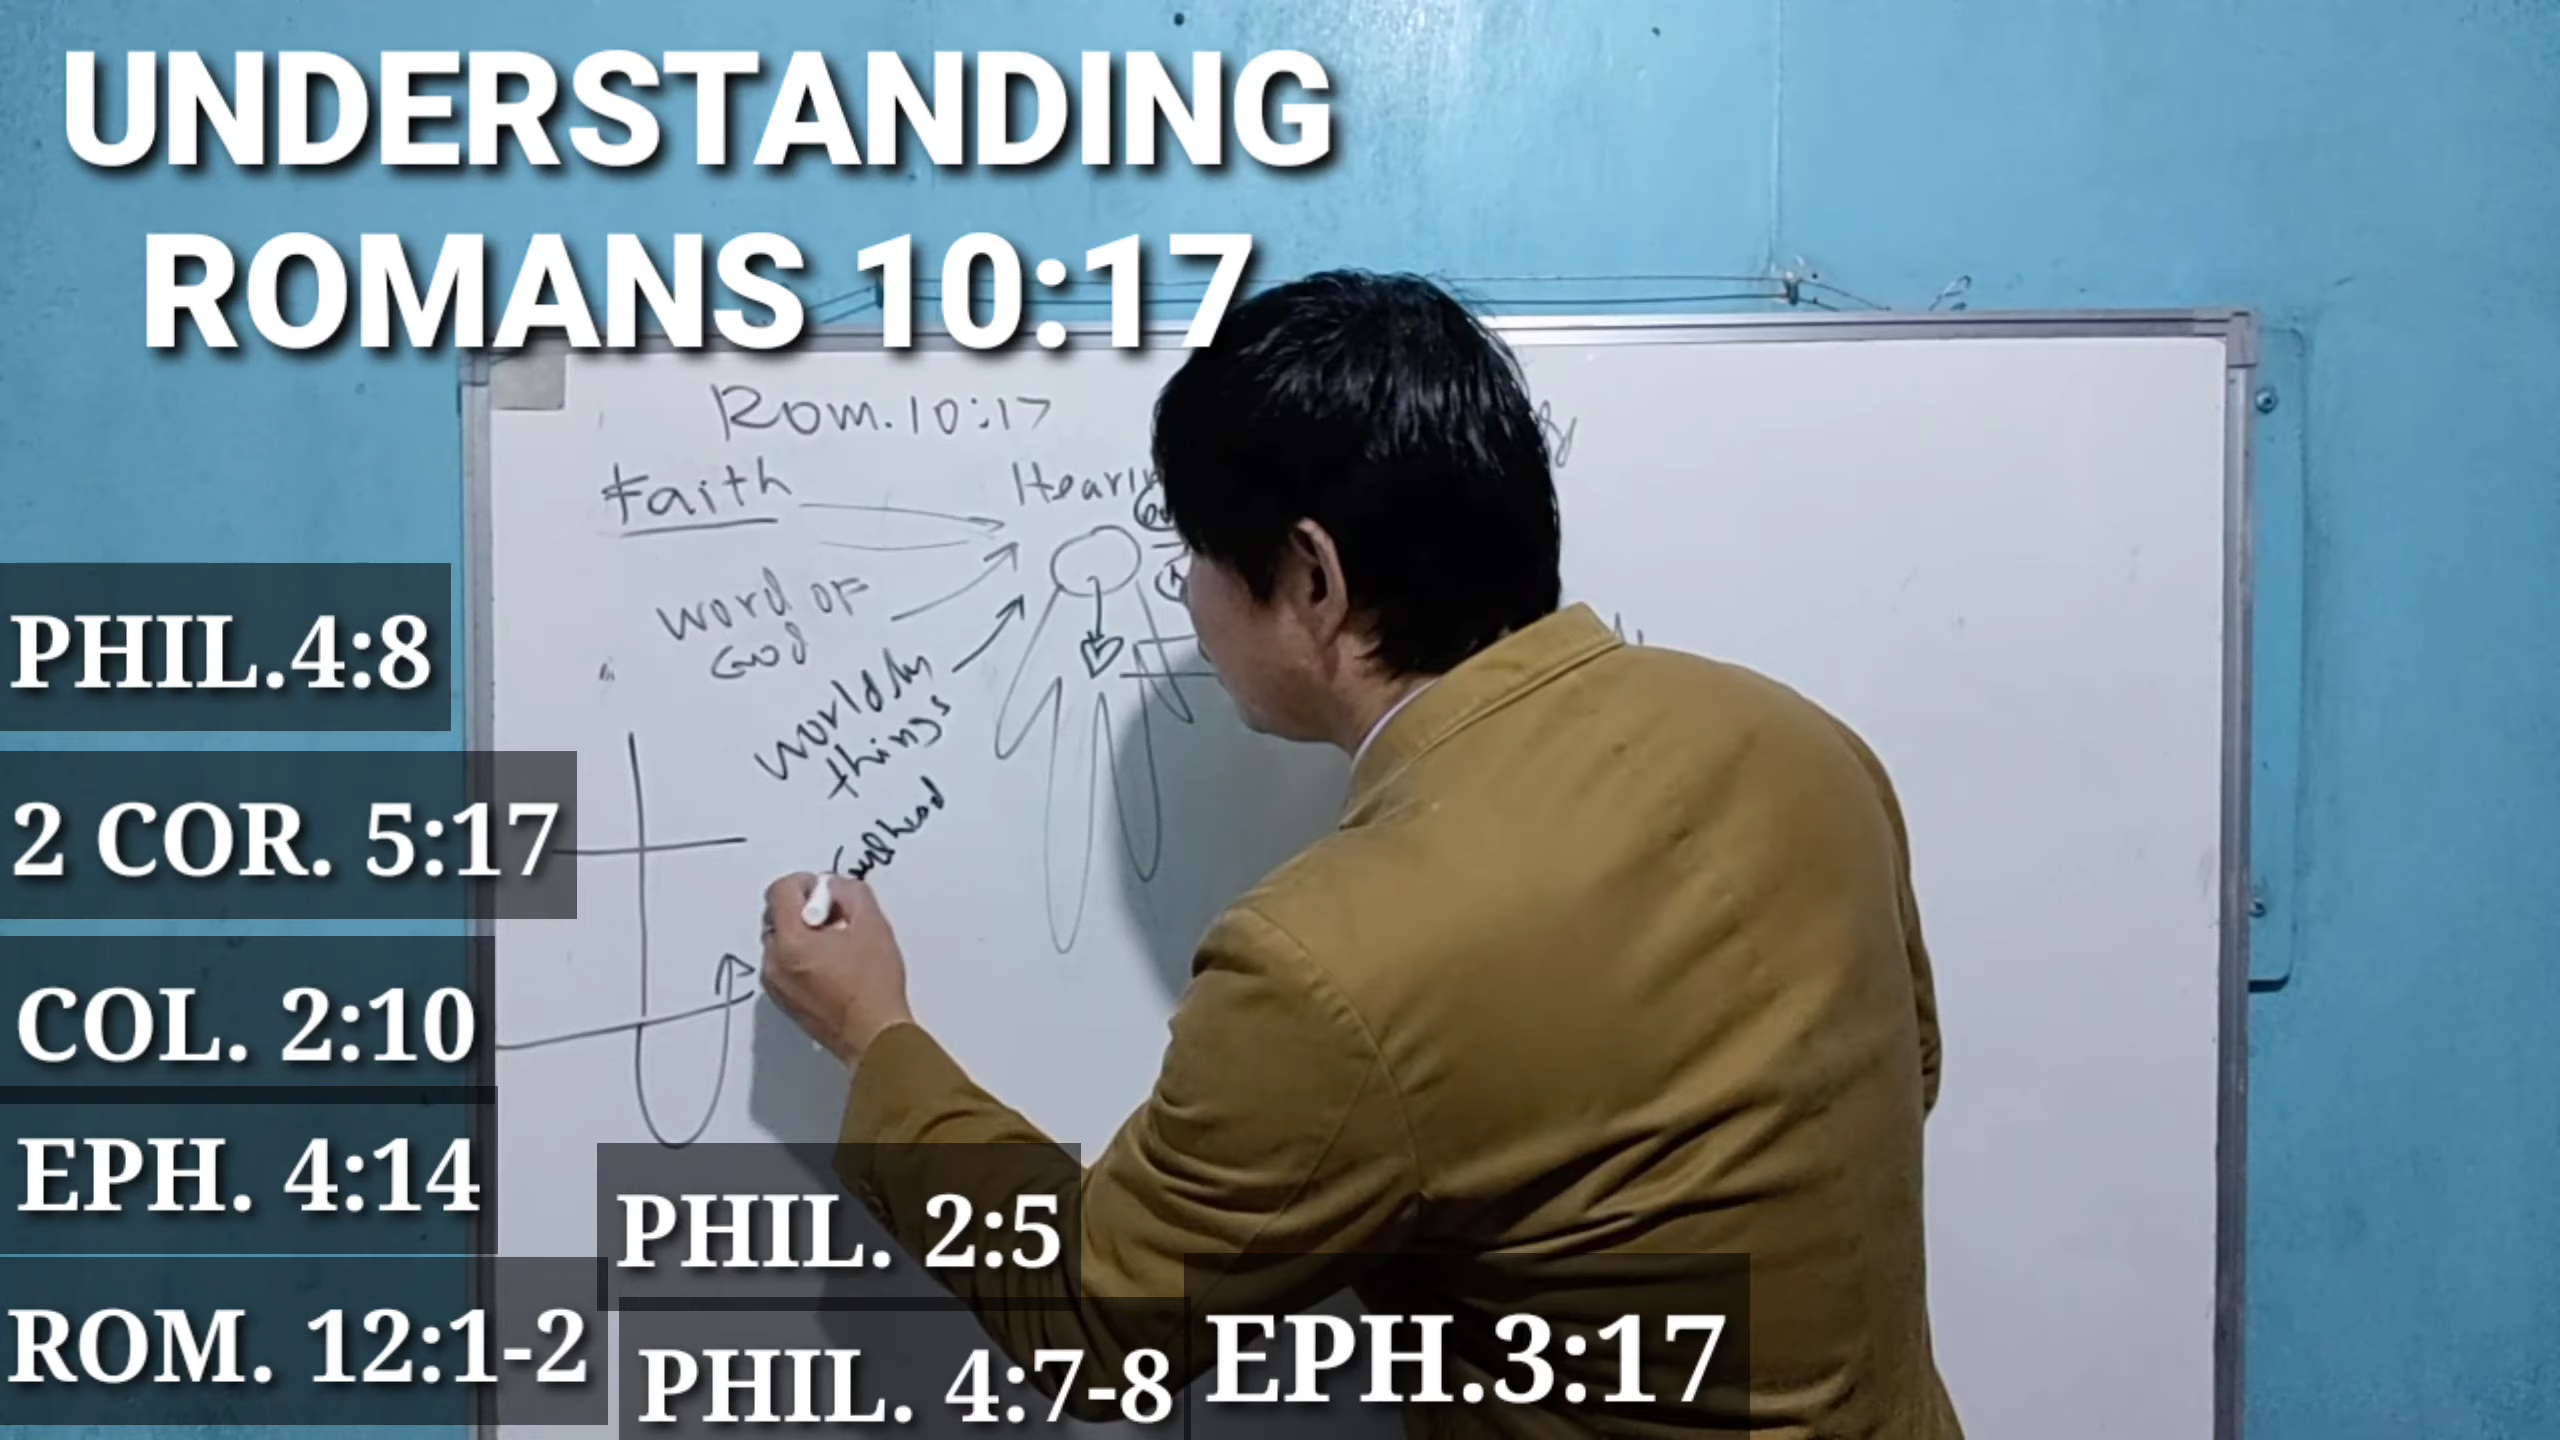 UNDERSTANDING
ROMANS 10:17
Rom. 10:17
Faith
Hearin
word of
God
worldly
things
PHIL.4:8
2 COR. 5:17
COL. 2:10
EPH. 4:14
ROM. 12:1-2
PHIL. 2:5
PHIL. 4:7-8
EPH.3:17